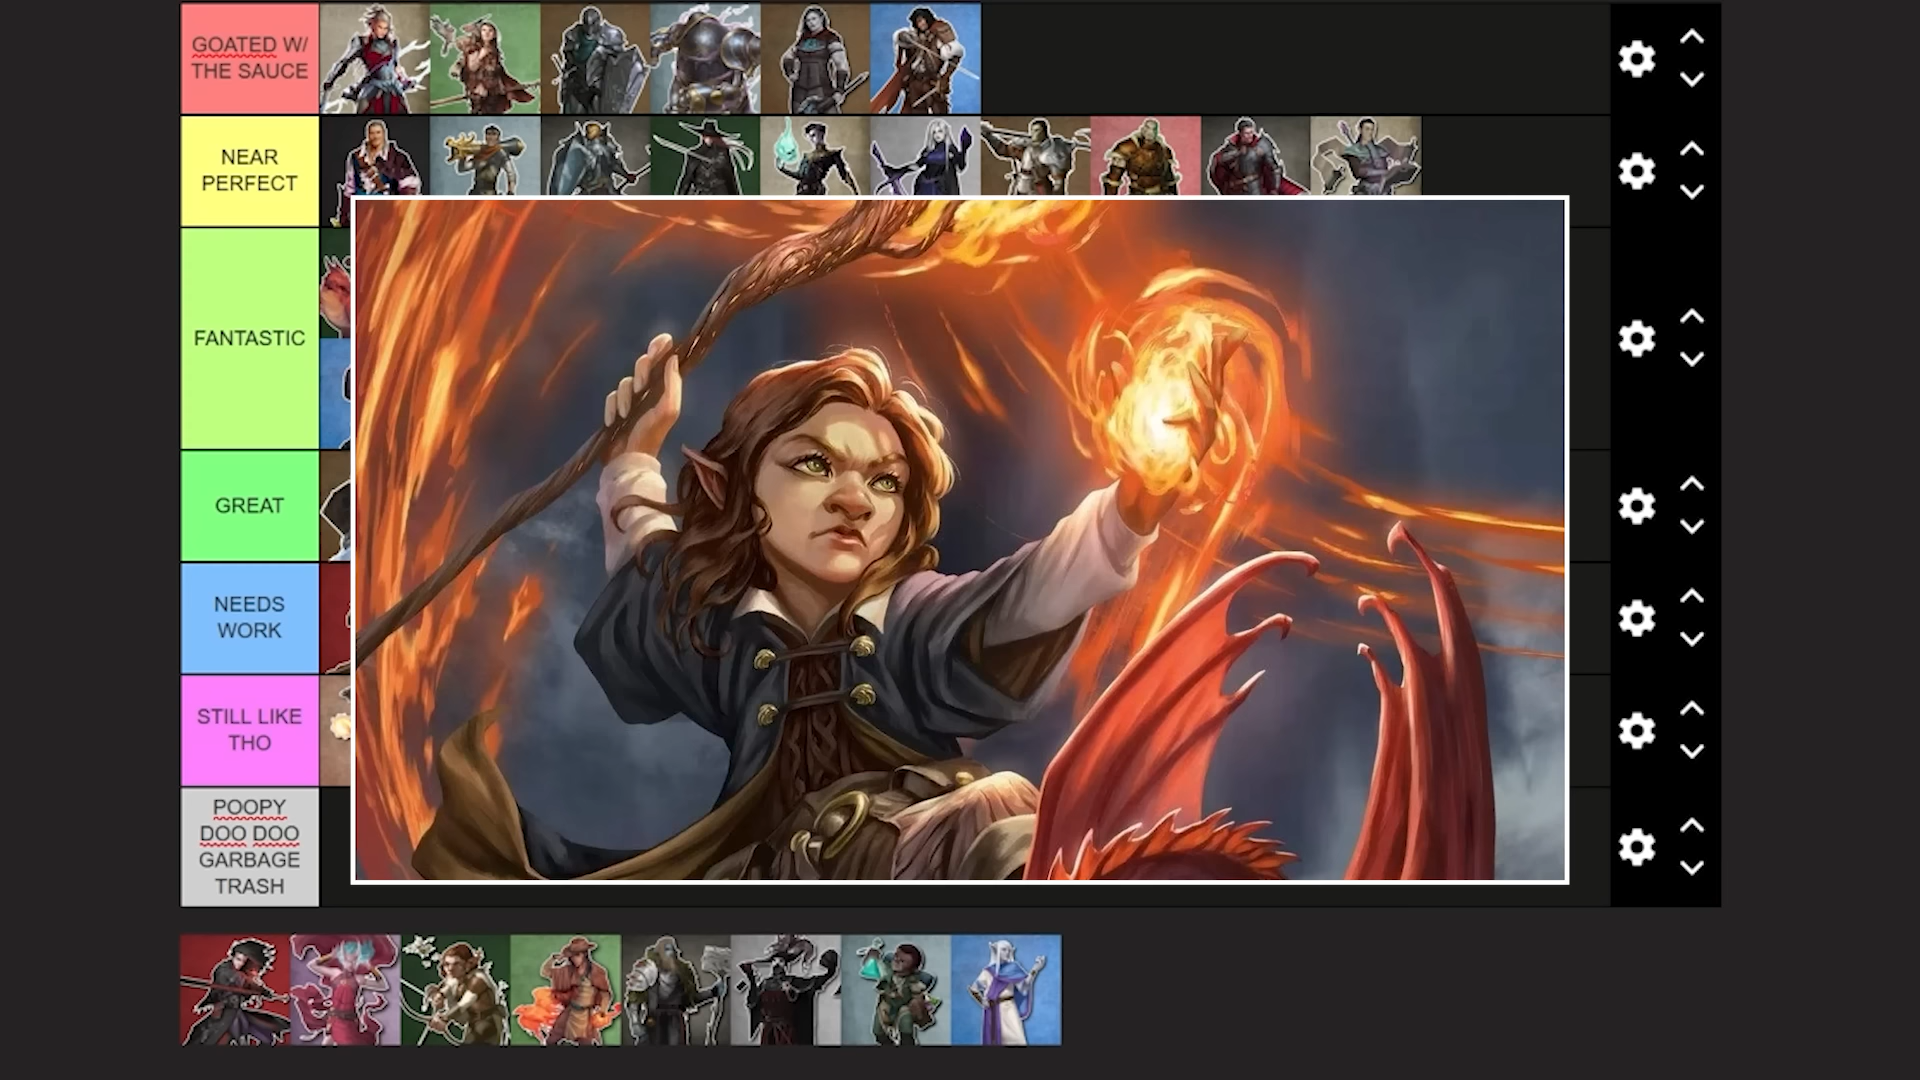 GOATED W/
THE SAUCE
NEAR
PERFECT
FANTASTIC
GREAT
NEEDS
WORK
STILL LIKE
THO
POOPY
DOO DOO
GARBAGE
TRASH